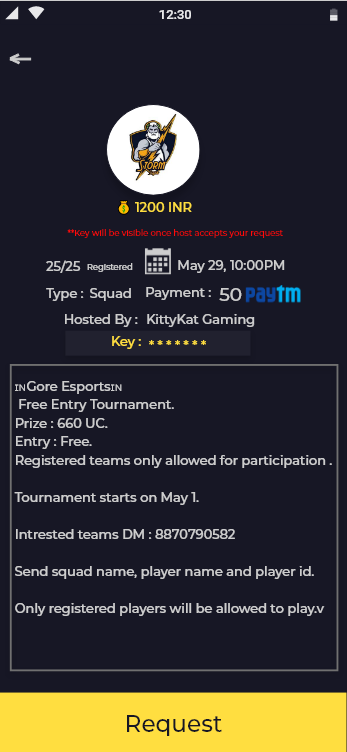 12:30
STORM
1200 INR
**Key will be visible once host accepts your request
25/25 Registered
May 29, 10:00PM
Type : Squad
Payment : 50 paytm
Hosted By : KittyKat Gaming
Key : *******
INGore EsportsIN
Free Entry Tournament.
Prize : 660 UC.
Entry : Free.
Registered teams only allowed for participation .
Tournament starts on May 1.
Intrested teams DM : 8870790582
Send squad name, player name and player id.
Only registered players will be allowed to play.v
Request